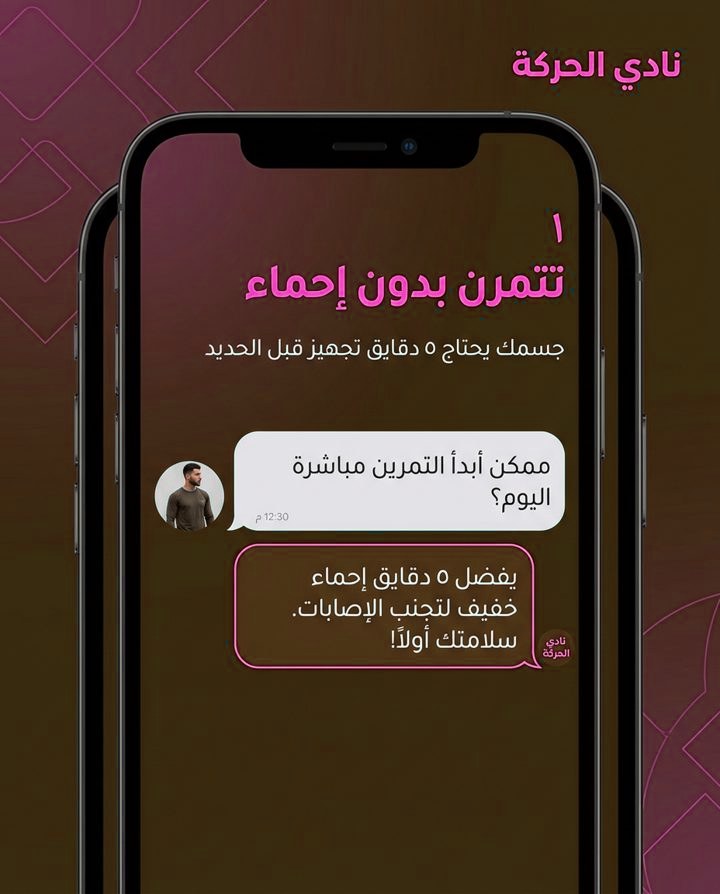 نادي الحركة
١
تتمرن بدون إحماء
جسمك يحتاج ٥ دقايق تجهيز قبل الحديد
ممكن أبدأ التمرين مباشرة
اليوم؟
12:30 م
يفضل ٥ دقايق إحماء
خفيف لتجنب الإصابات.
سلامتك أولاً!
نادي
الحركة